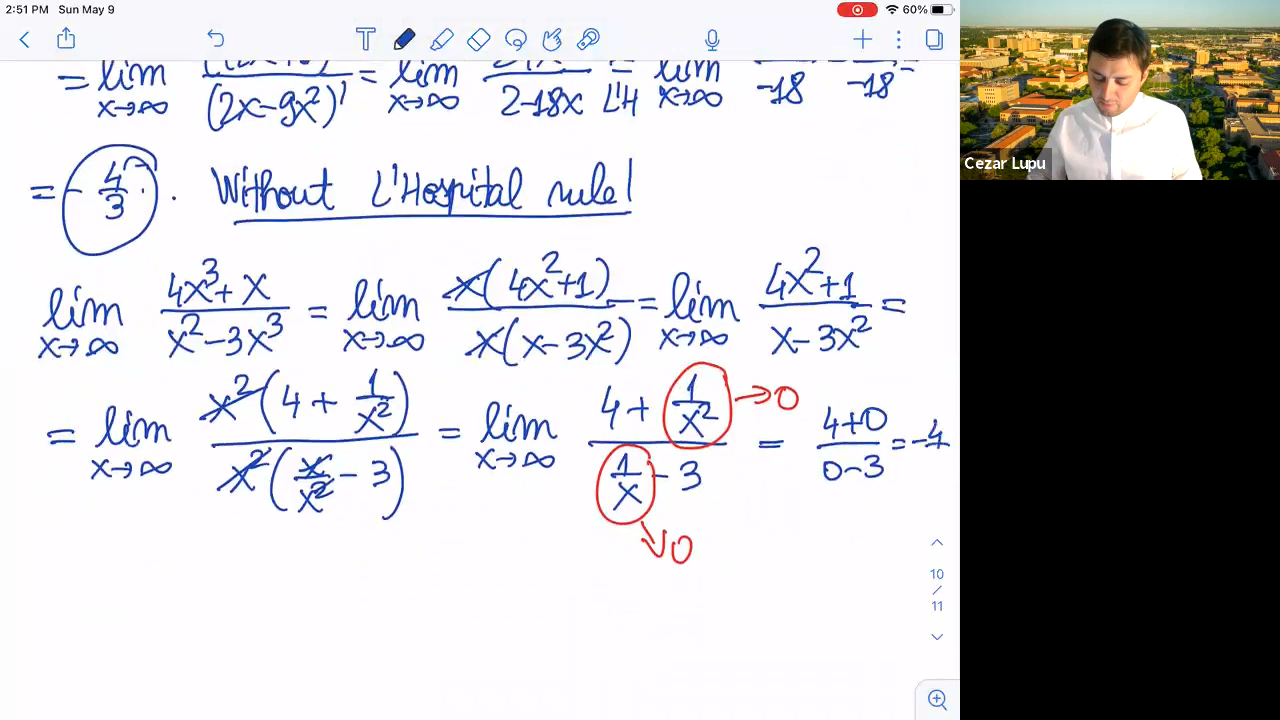 2:51 PM Sun May 9
60%
Cezar Lupu
= lim x→∞ / (2x-9x²)' = lim x→∞ / 2-18x = L'H lim x→∞ / -18 = / -18 =
= -4/3 . Without L'Hospital rule!
lim x→∞ 4x³+x / x²-3x³ = lim x→∞ x(4x²+1) / x(x-3x²) = lim x→∞ 4x²+1 / x-3x² =
= lim x→∞ x²(4+1/x²) / x²(x/x²-3) = lim x→∞ 4+1/x² →0 / 1/x-3 = 4+0 / 0-3 = -4
→0
10
/
11